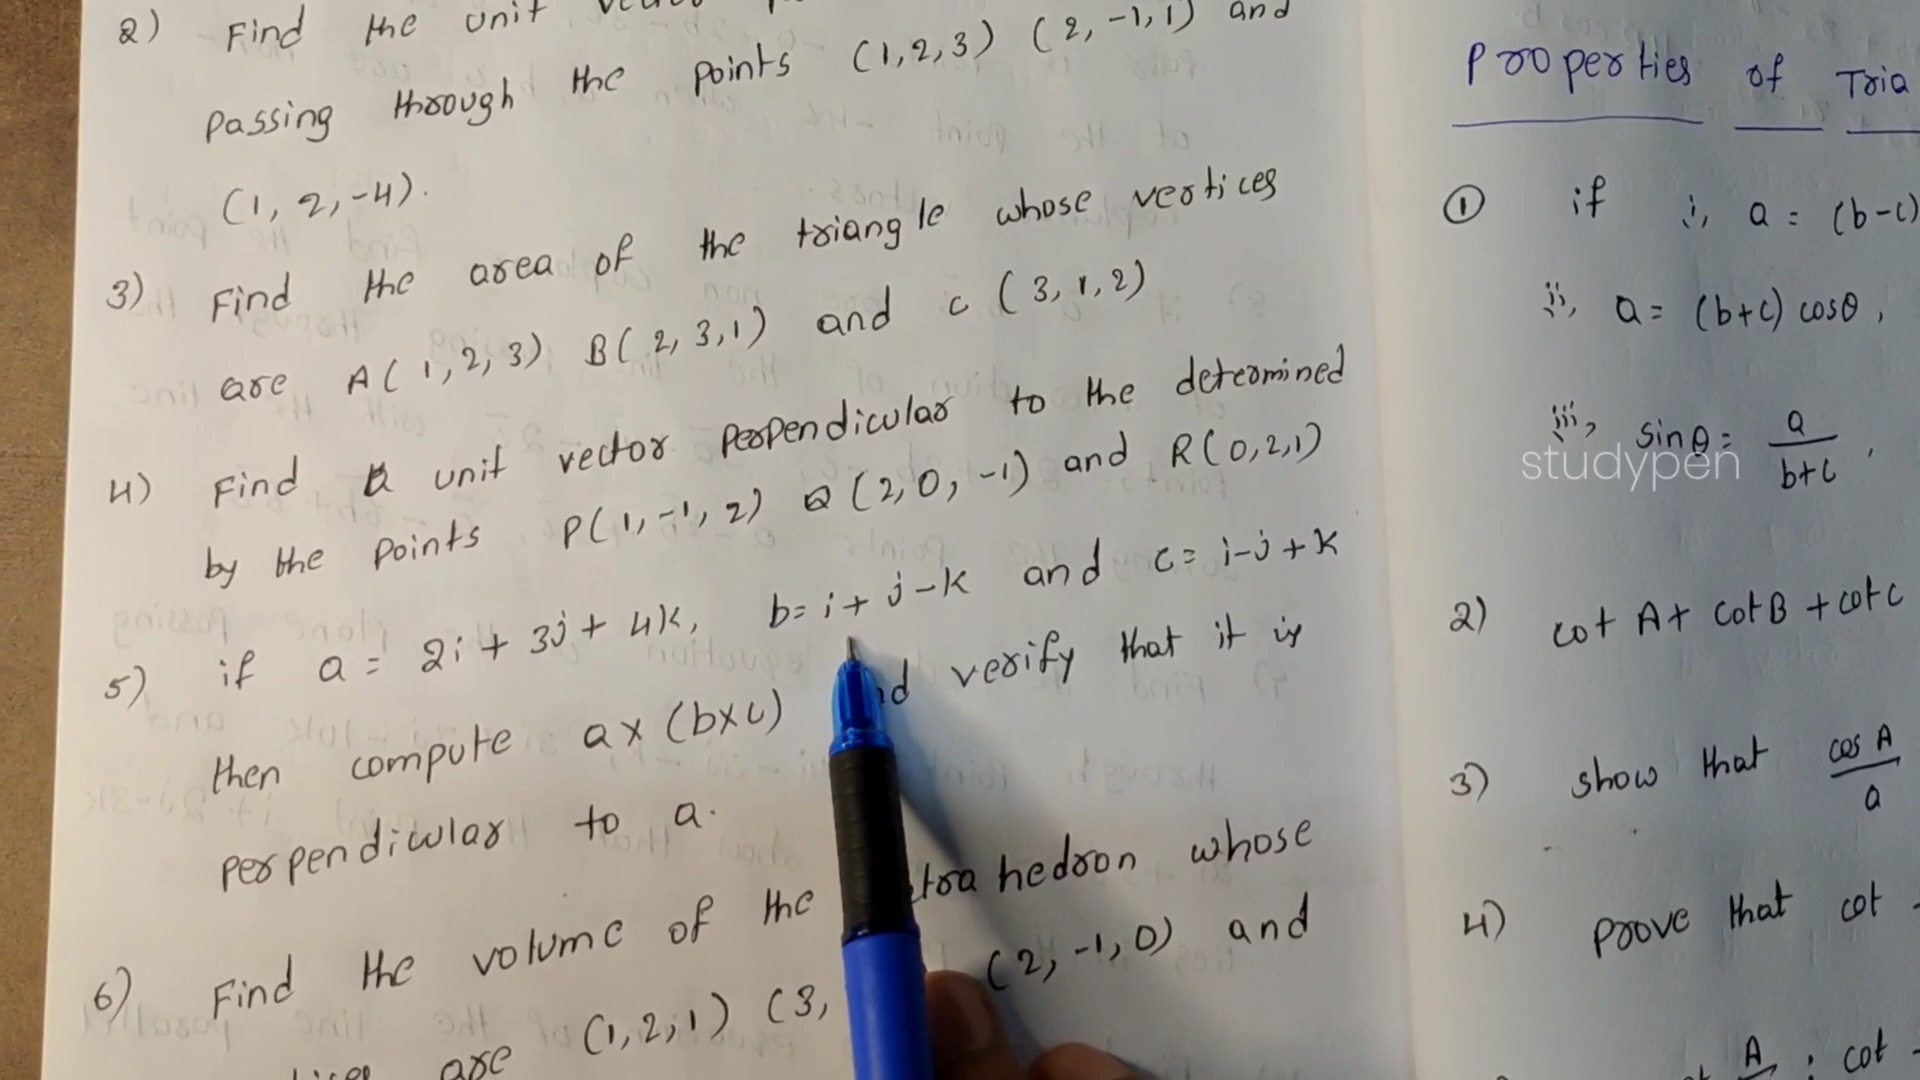 2) Find the unit
passing through the points (1,2,3) (2,-1,1) and
(1, 2, -4).
3) Find the area of the triangle whose vertices
are A(1,2,3) B(2,3,1) and c (3,1,2)
4) Find a unit vector perpendicular to the determined
by the points P(1,-1,2) Q(2,0,-1) and R(0,2,1)
5) if a = 2i + 3j + 4k, b = i + j - k and c = i-j+k
then compute a x (b x c) and verify that it is
perpendicular to a.
6) Find the volume of the hedron whose
are (1,2,1) (3, (2,-1,0) and
Properties of Tria
① if i, a = (b-c)
ii, a = (b+c) cosθ,
iii, sinθ = a/b+c,
studypen
2) cot A + cot B + cot C
3) show that cos A/a
4) prove that cot
A : cot